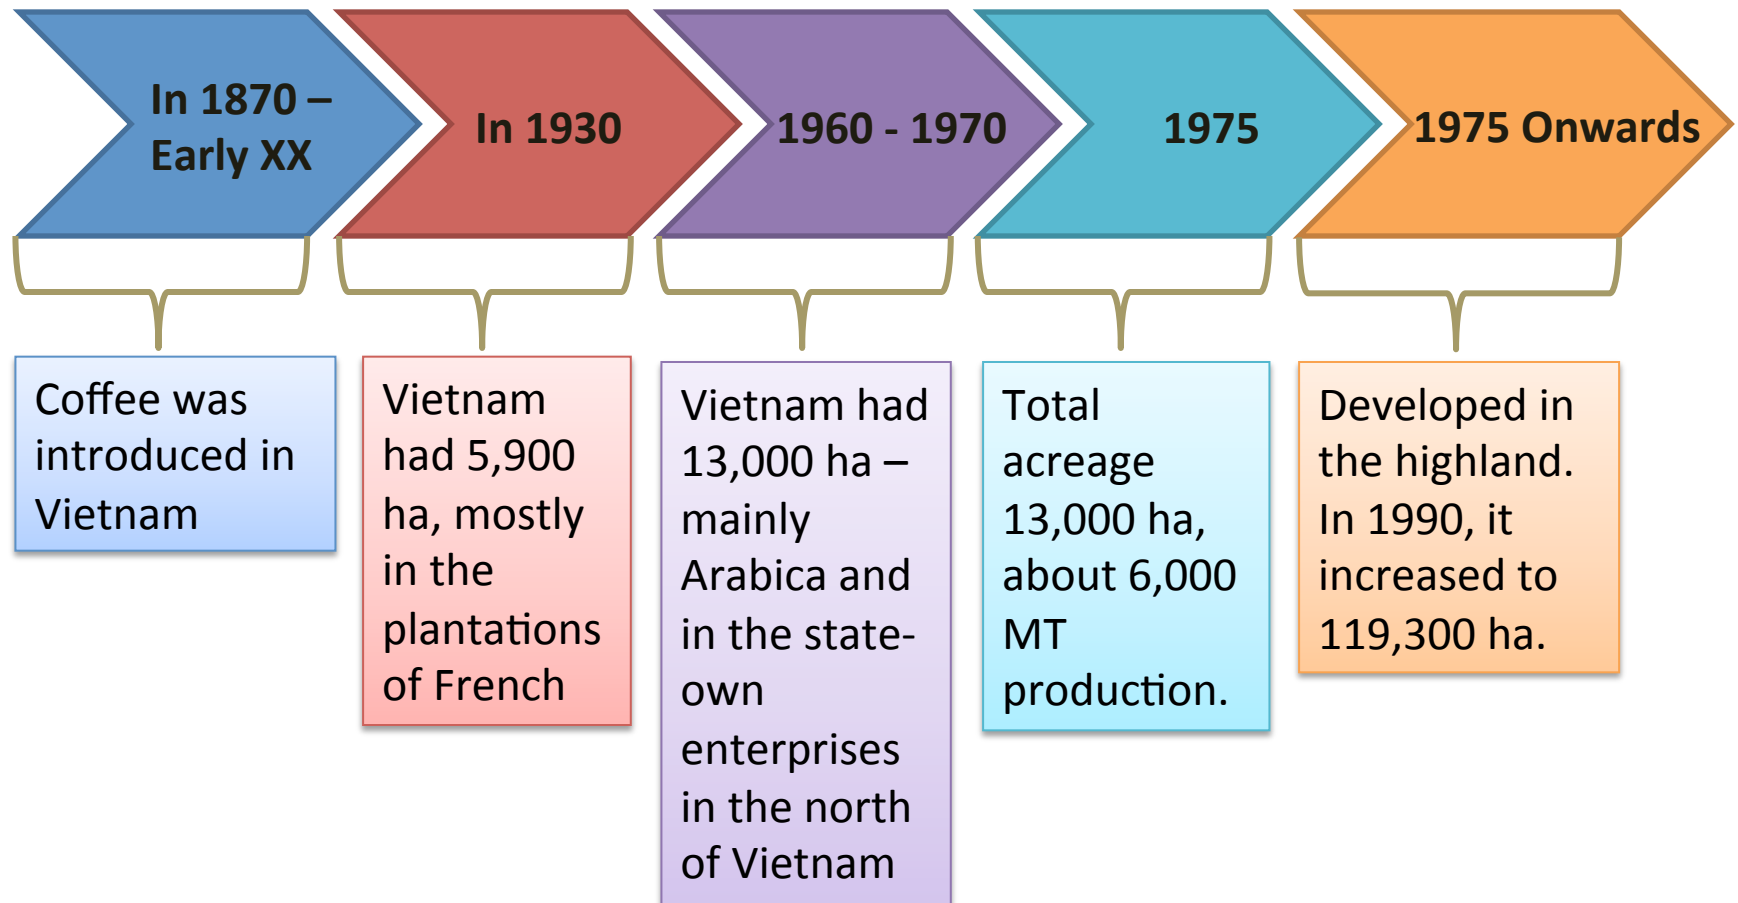 In 1870 –
Early XX
In 1930
1960 - 1970
1975
1975 Onwards
Coffee was
introduced in
Vietnam
Vietnam
had 5,900
ha, mostly
in the
plantations
of French
Vietnam had
13,000 ha –
mainly
Arabica and
in the state-
own
enterprises
in the north
of Vietnam
Total
acreage
13,000 ha,
about 6,000
MT
production.
Developed in
the highland.
In 1990, it
increased to
119,300 ha.